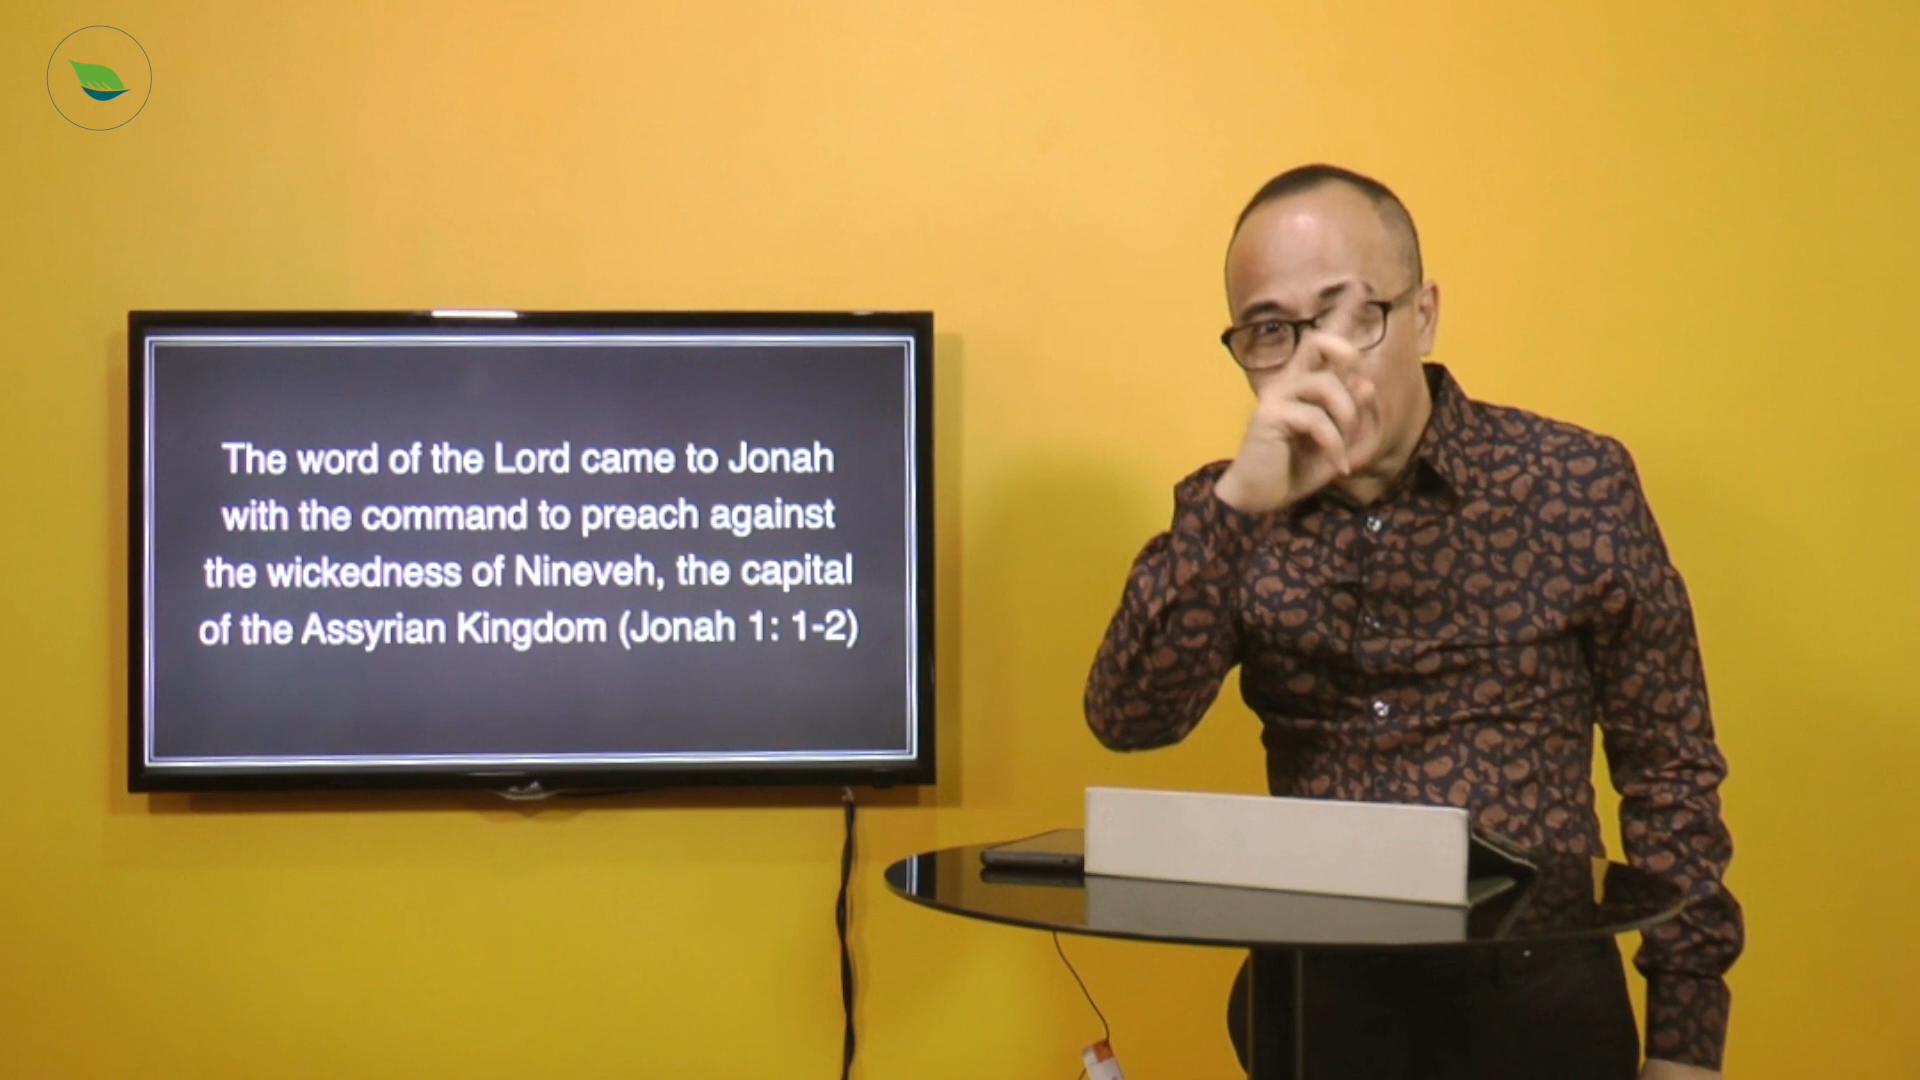 The word of the Lord came to Jonah
with the command to preach against
the wickedness of Nineveh, the capital
of the Assyrian Kingdom (Jonah 1: 1-2)